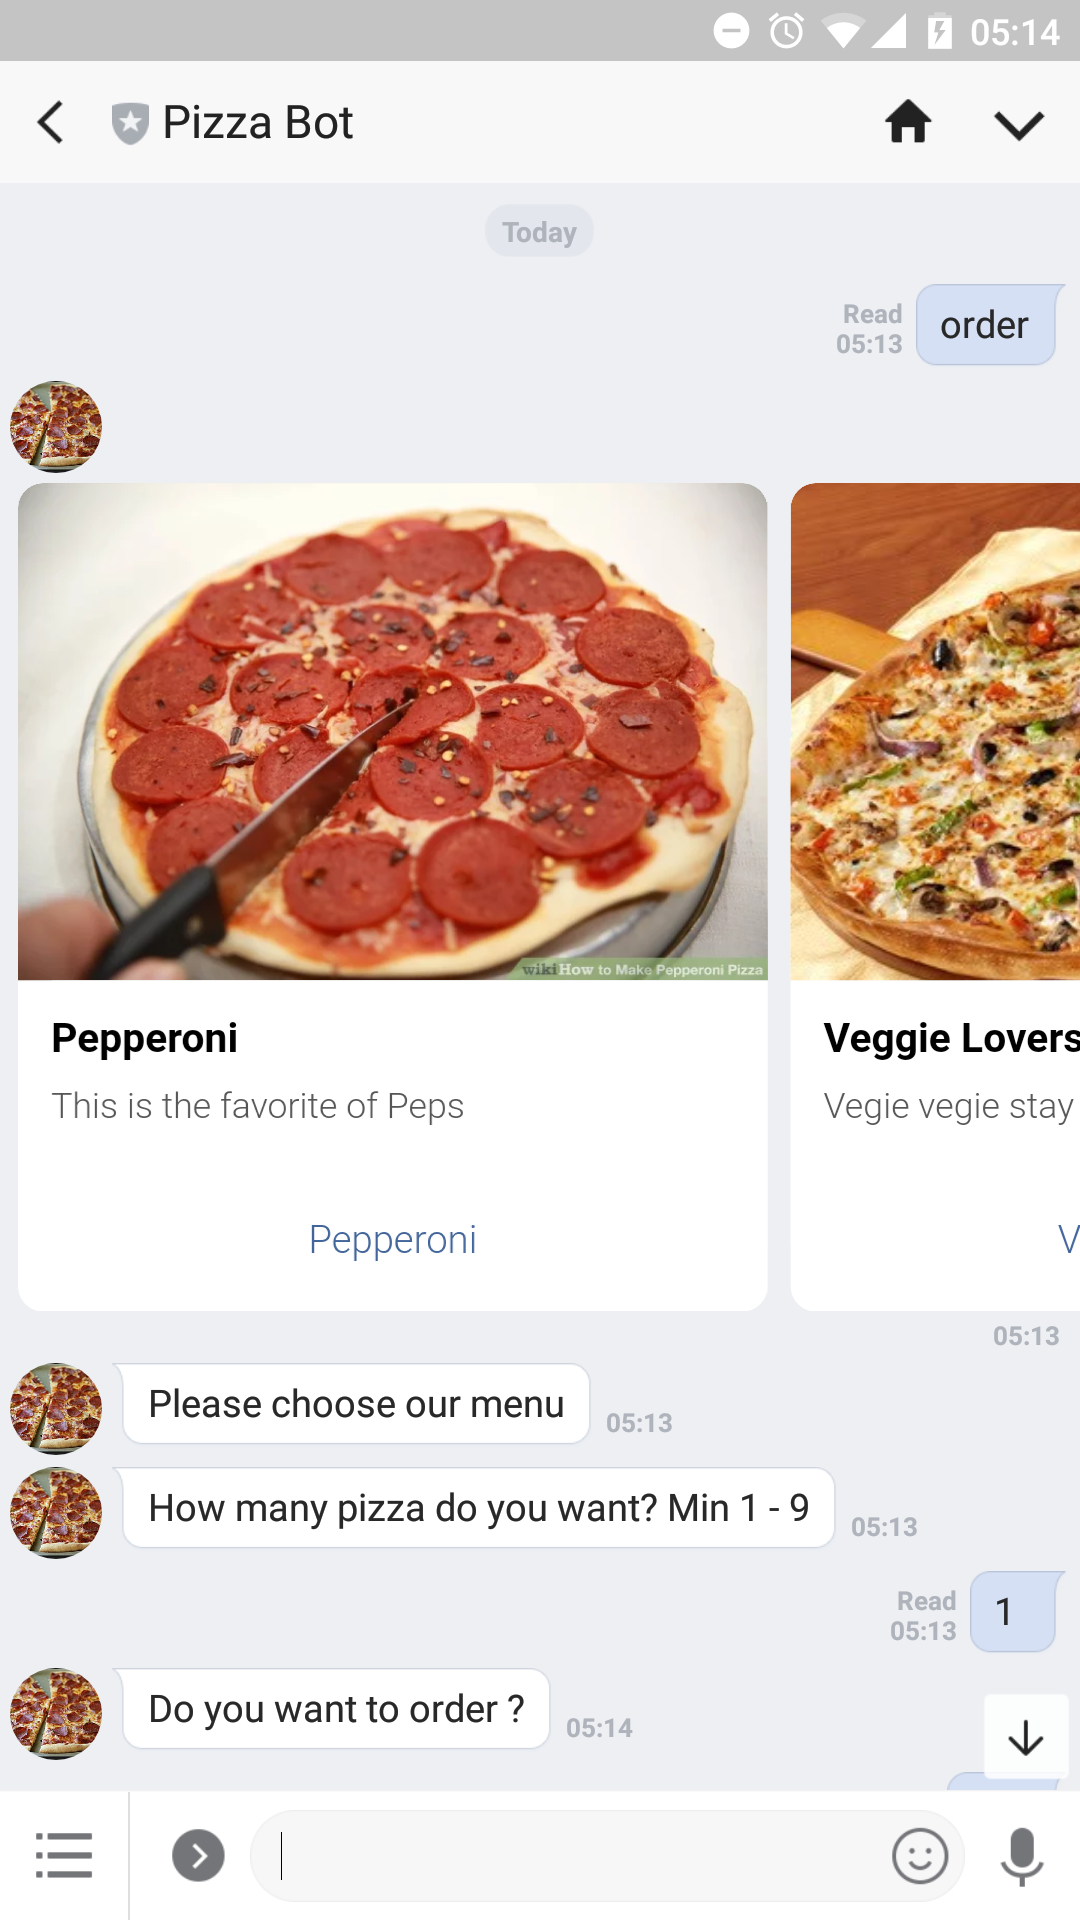 05:14
Pizza Bot
Today
Read
05:13
order
wikiHow to Make Pepperoni Pizza
Pepperoni
This is the favorite of Peps
Pepperoni
Veggie Lovers
Vegie vegie stay
V
05:13
Please choose our menu
05:13
How many pizza do you want? Min 1 - 9
05:13
Read
05:13
1
Do you want to order ?
05:14